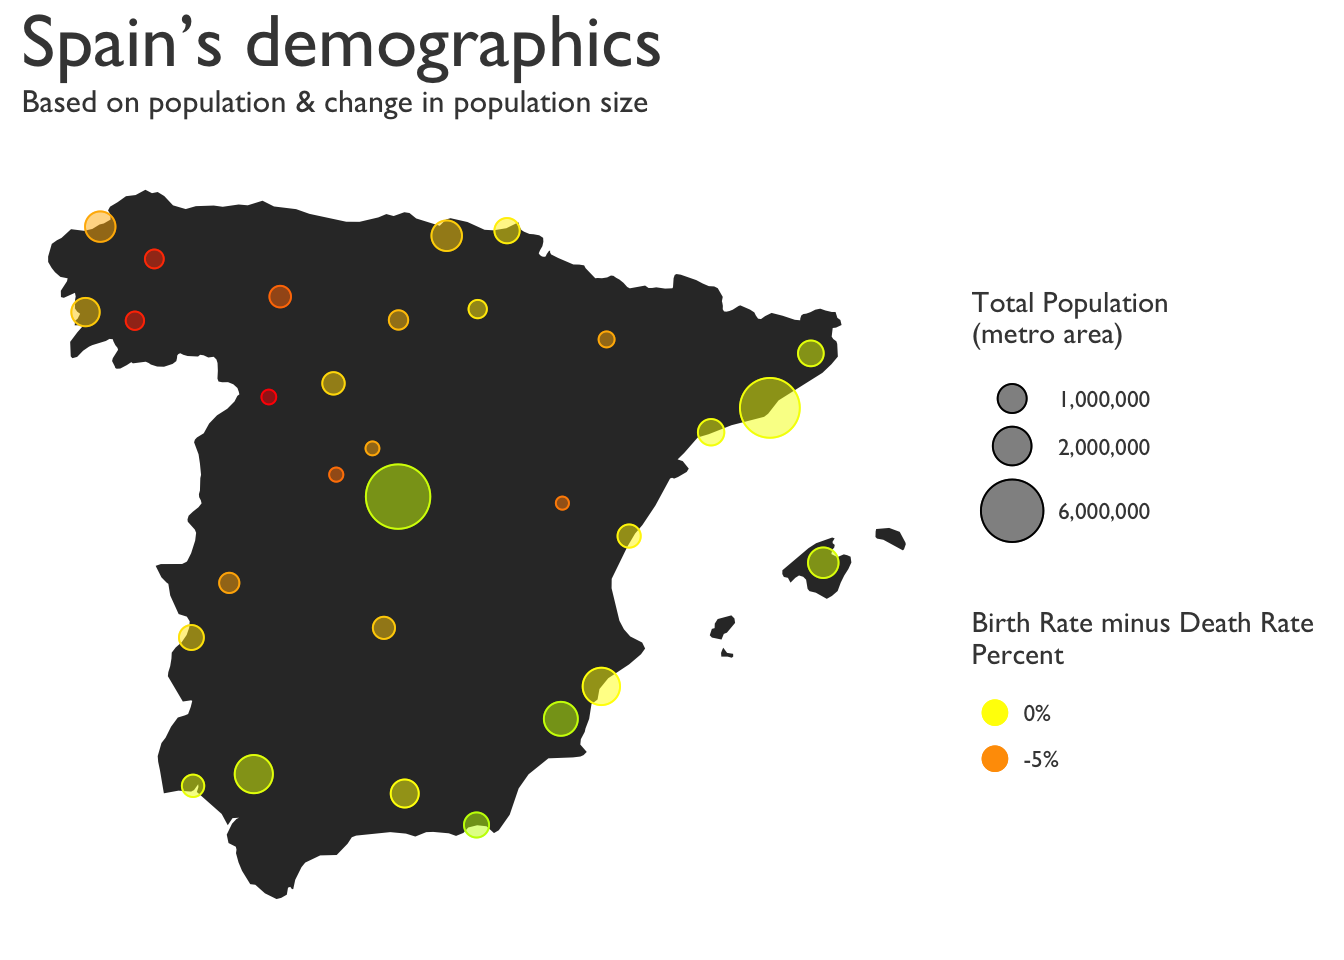 Spain’s demographics
Based on population & change in population size
Total Population
(metro area)
1,000,000
2,000,000
6,000,000
Birth Rate minus Death Rate
Percent
0%
-5%